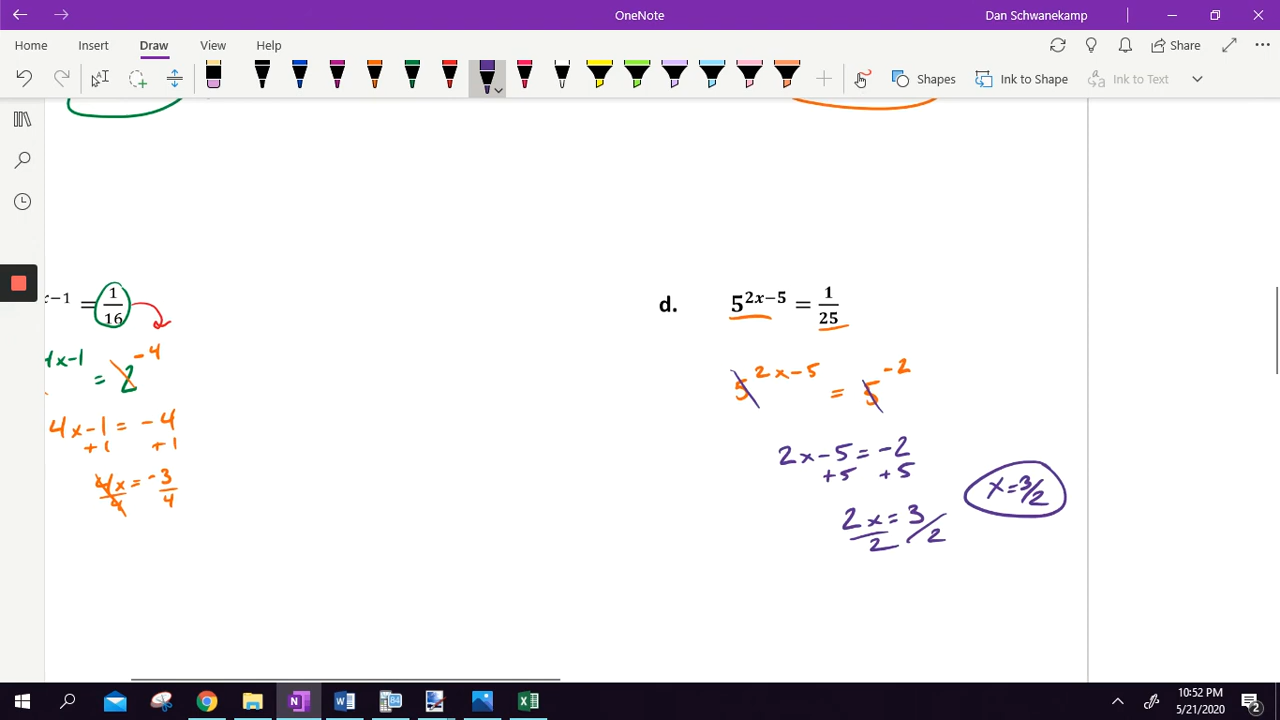 OneNote
Dan Schwanekamp
Home Insert Draw View Help
Share
Shapes Ink to Shape Ink to Text
x−1 = 1/16
4x-1 = 2^-4
4x-1 = -4
+1 +1
4x = -3
4 4
d. 5^{2x−5} = 1/25
5^{2x-5} = 5^{-2}
2x-5=-2
+5 +5
2x=3
2 /2
x=3/2
10:52 PM
5/21/2020
2